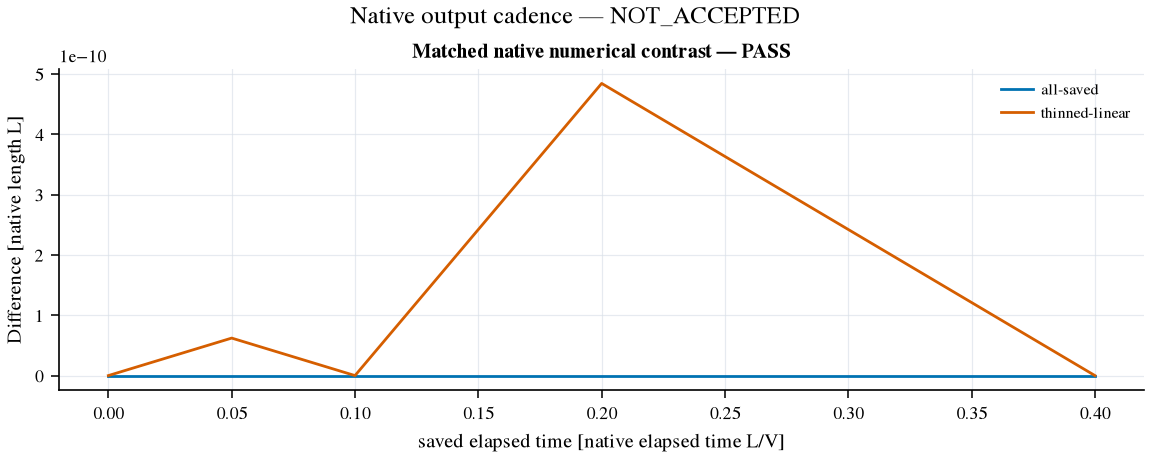 Native output cadence — NOT_ACCEPTED
Matched native numerical contrast — PASS
1e−10
5
4
3
2
1
0
Difference [native length L]
all-saved
thinned-linear
0.00 0.05 0.10 0.15 0.20 0.25 0.30 0.35 0.40
saved elapsed time [native elapsed time L/V]